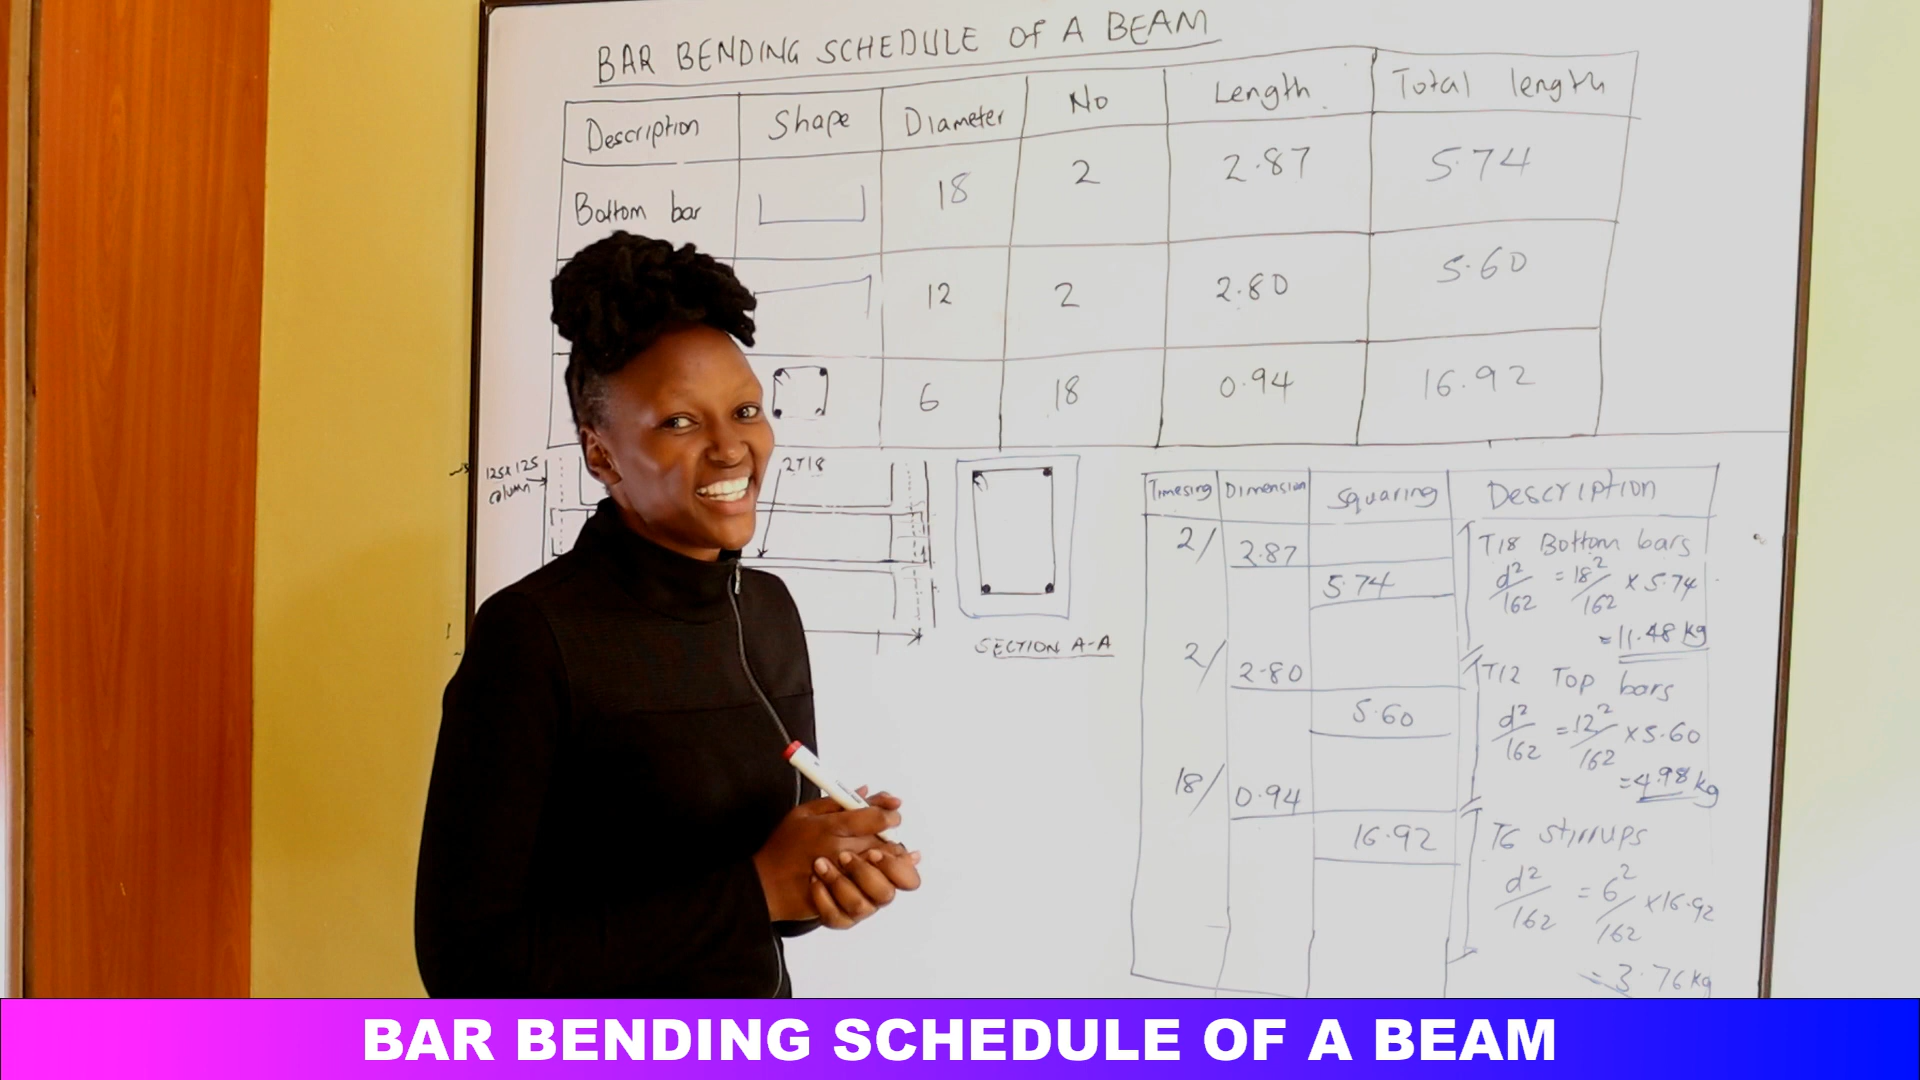 BAR BENDING SCHEDULE OF A BEAM
Description Shape Diameter No Length Total length
Bottom bar 18 2 2.87 5.74
12 2 2.80 5.60
6 18 0.94 16.92
125x125
column
2T18
SECTION A-A
Timesing Dimension Squaring Description
2/ 2.87 T18 Bottom bars
5.74 d²/162 = 18²/162 x 5.74
= 11.48 kg
2/ 2.80 T12 Top bars
5.60 d²/162 = 12²/162 x 5.60
= 4.98 kg
18/ 0.94
16.92 T6 stirrups
d²/162 = 6²/162 x 16.92
= 3.76 kg
BAR BENDING SCHEDULE OF A BEAM